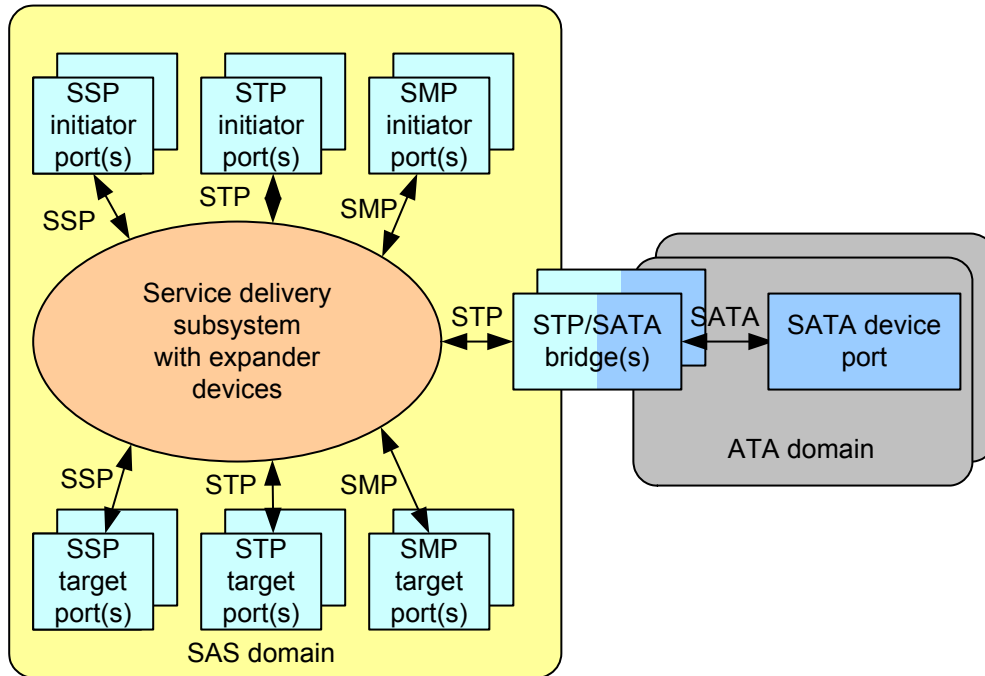 SSP
initiator
port(s)
STP
initiator
port(s)
SMP
initiator
port(s)
SSP
STP
SMP
Service delivery
subsystem
with expander
devices
STP
STP/SATA
bridge(s)
SATA
SATA device
port
ATA domain
SSP
STP
SMP
SSP
target
port(s)
STP
target
port(s)
SMP
target
port(s)
SAS domain